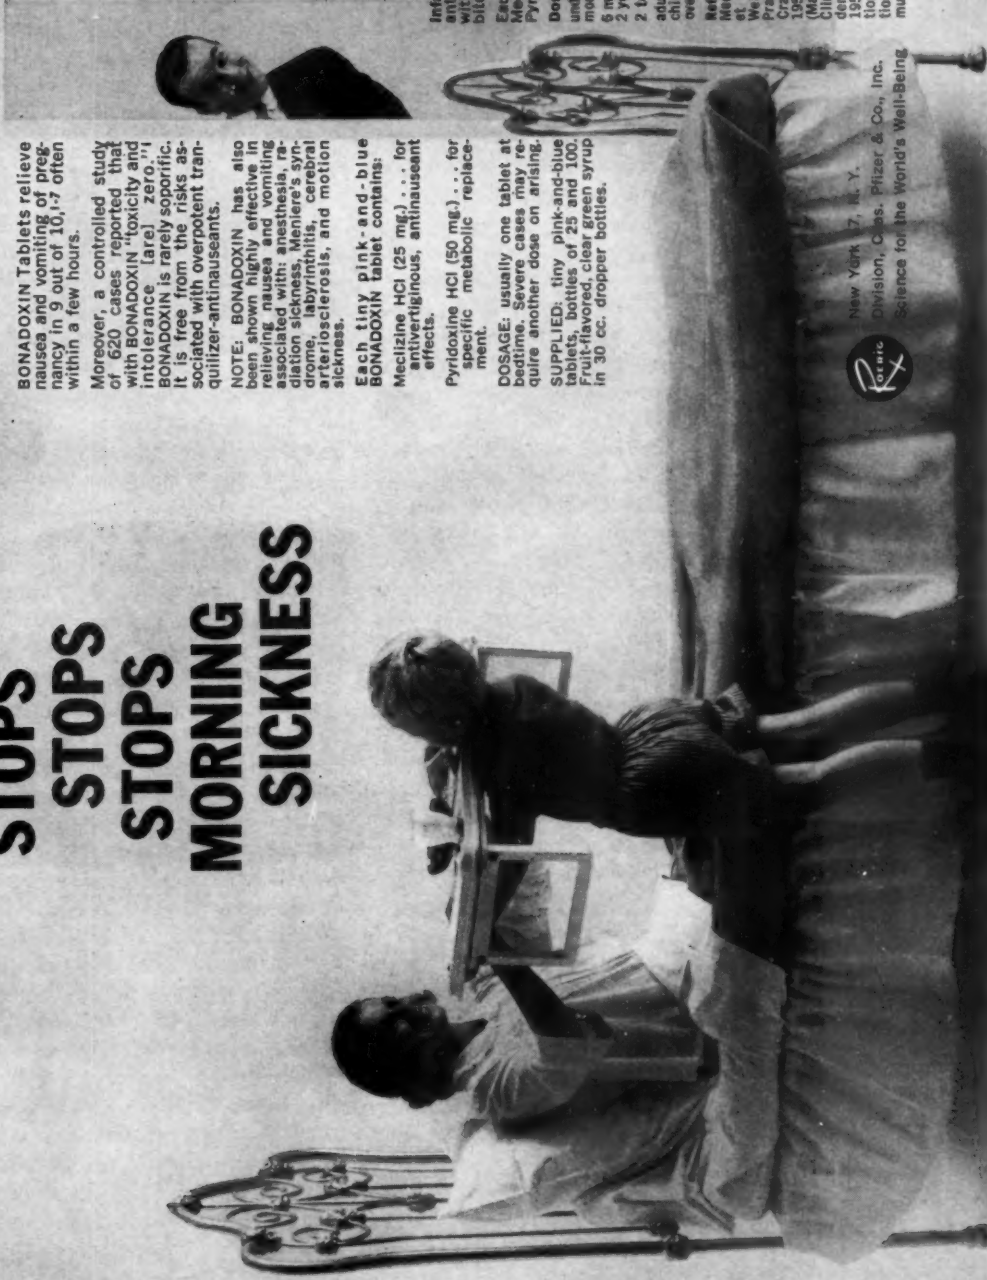 STOPS
STOPS
STOPS
MORNING
SICKNESS
BONADOXIN Tablets relieve
nausea and vomiting of preg-
nancy in 9 out of 10,1-7 often
within a few hours.
Moreover, a controlled study
of 620 cases reported that
with BONADOXIN "toxicity and
intolerance [are] zero."1
BONADOXIN is rarely soporific.
It is free from the risks as-
sociated with overpotent tran-
quilizer-antinauseants.
NOTE: BONADOXIN has also
been shown highly effective in
relieving nausea and vomiting
associated with: anesthesia, ra-
diation sickness, Meniere's syn-
drome, labyrinthitis, cerebral
arteriosclerosis, and motion
sickness.
Each tiny pink-and-blue
BONADOXIN tablet contains:
Meclizine HCl (25 mg.) .... for
antivertiginous, antinauseant
effects.
Pyridoxine HCl (50 mg.) .... for
specific metabolic replace-
ment.
DOSAGE: usually one tablet at
bedtime. Severe cases may re-
quire another dose on arising.
SUPPLIED: tiny pink-and-blue
tablets, bottles of 25 and 100.
Fruit-flavored, clear green syrup
in 30 cc. dropper bottles.
ROERIG
New York 17, N. Y.
Division, Chas. Pfizer & Co., Inc.
Science for the World's Well-Being